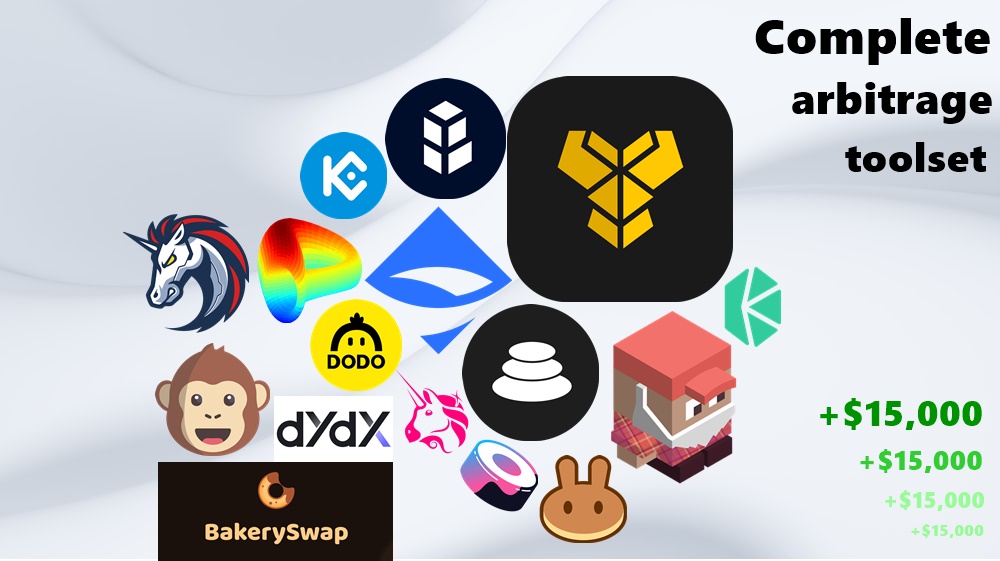 Complete
arbitrage
toolset
DODO
dYdX
BakerySwap
+$15,000
+$15,000
+$15,000
+$15,000